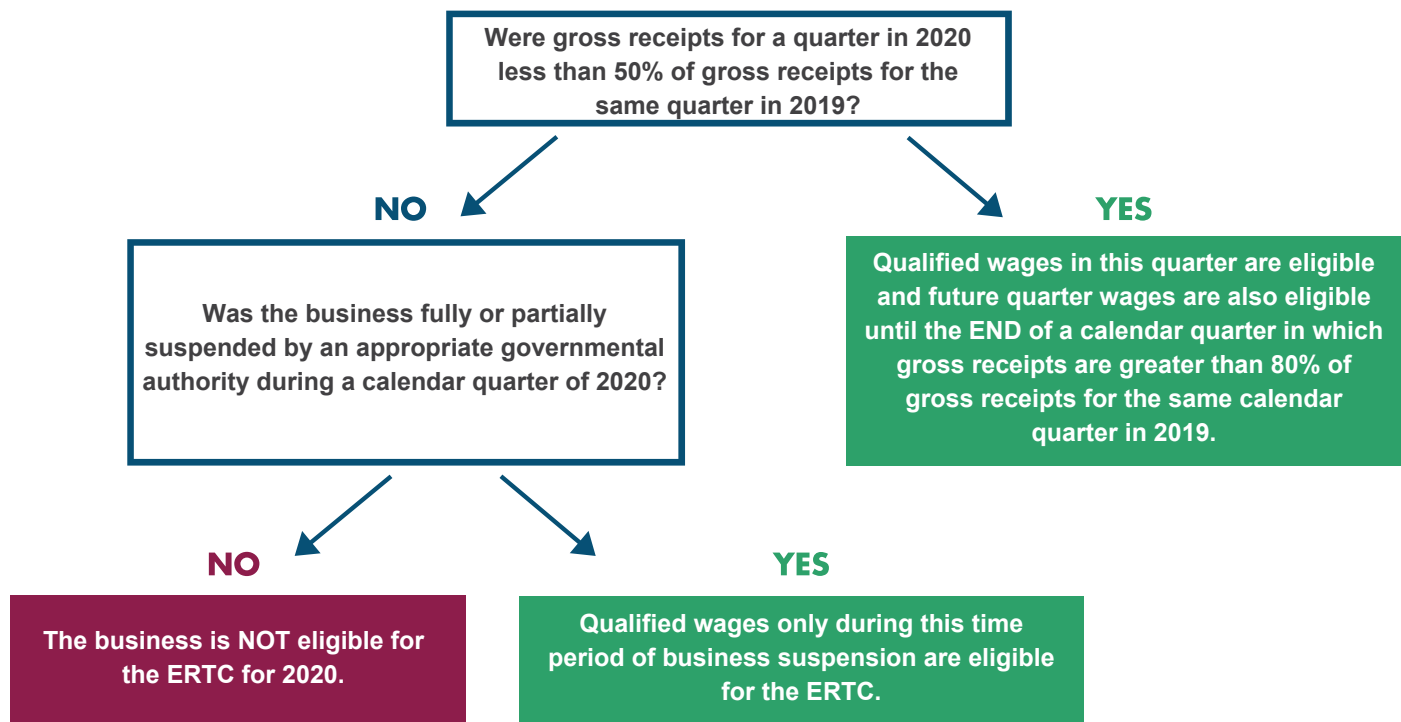 Were gross receipts for a quarter in 2020
less than 50% of gross receipts for the
same quarter in 2019?
NO
YES
Was the business fully or partially
suspended by an appropriate governmental
authority during a calendar quarter of 2020?
Qualified wages in this quarter are eligible
and future quarter wages are also eligible
until the END of a calendar quarter in which
gross receipts are greater than 80% of
gross receipts for the same calendar
quarter in 2019.
NO
YES
The business is NOT eligible for
the ERTC for 2020.
Qualified wages only during this time
period of business suspension are eligible
for the ERTC.